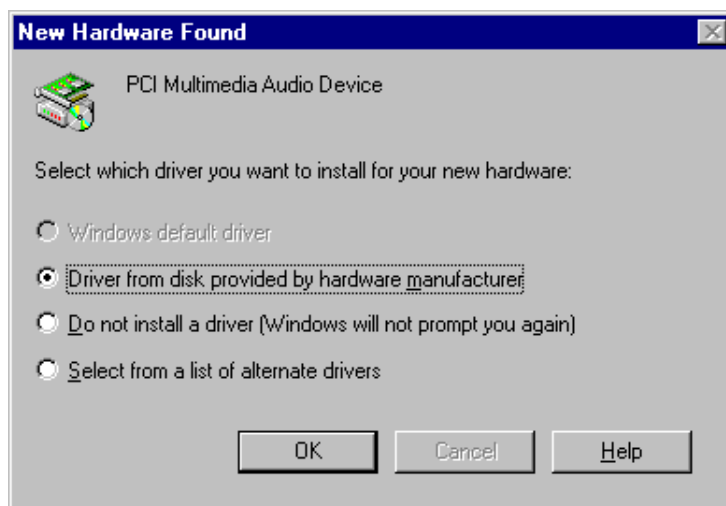 New Hardware Found
PCI Multimedia Audio Device
Select which driver you want to install for your new hardware:
Windows default driver
Driver from disk provided by hardware manufacturer
Do not install a driver (Windows will not prompt you again)
Select from a list of alternate drivers
OK Cancel Help